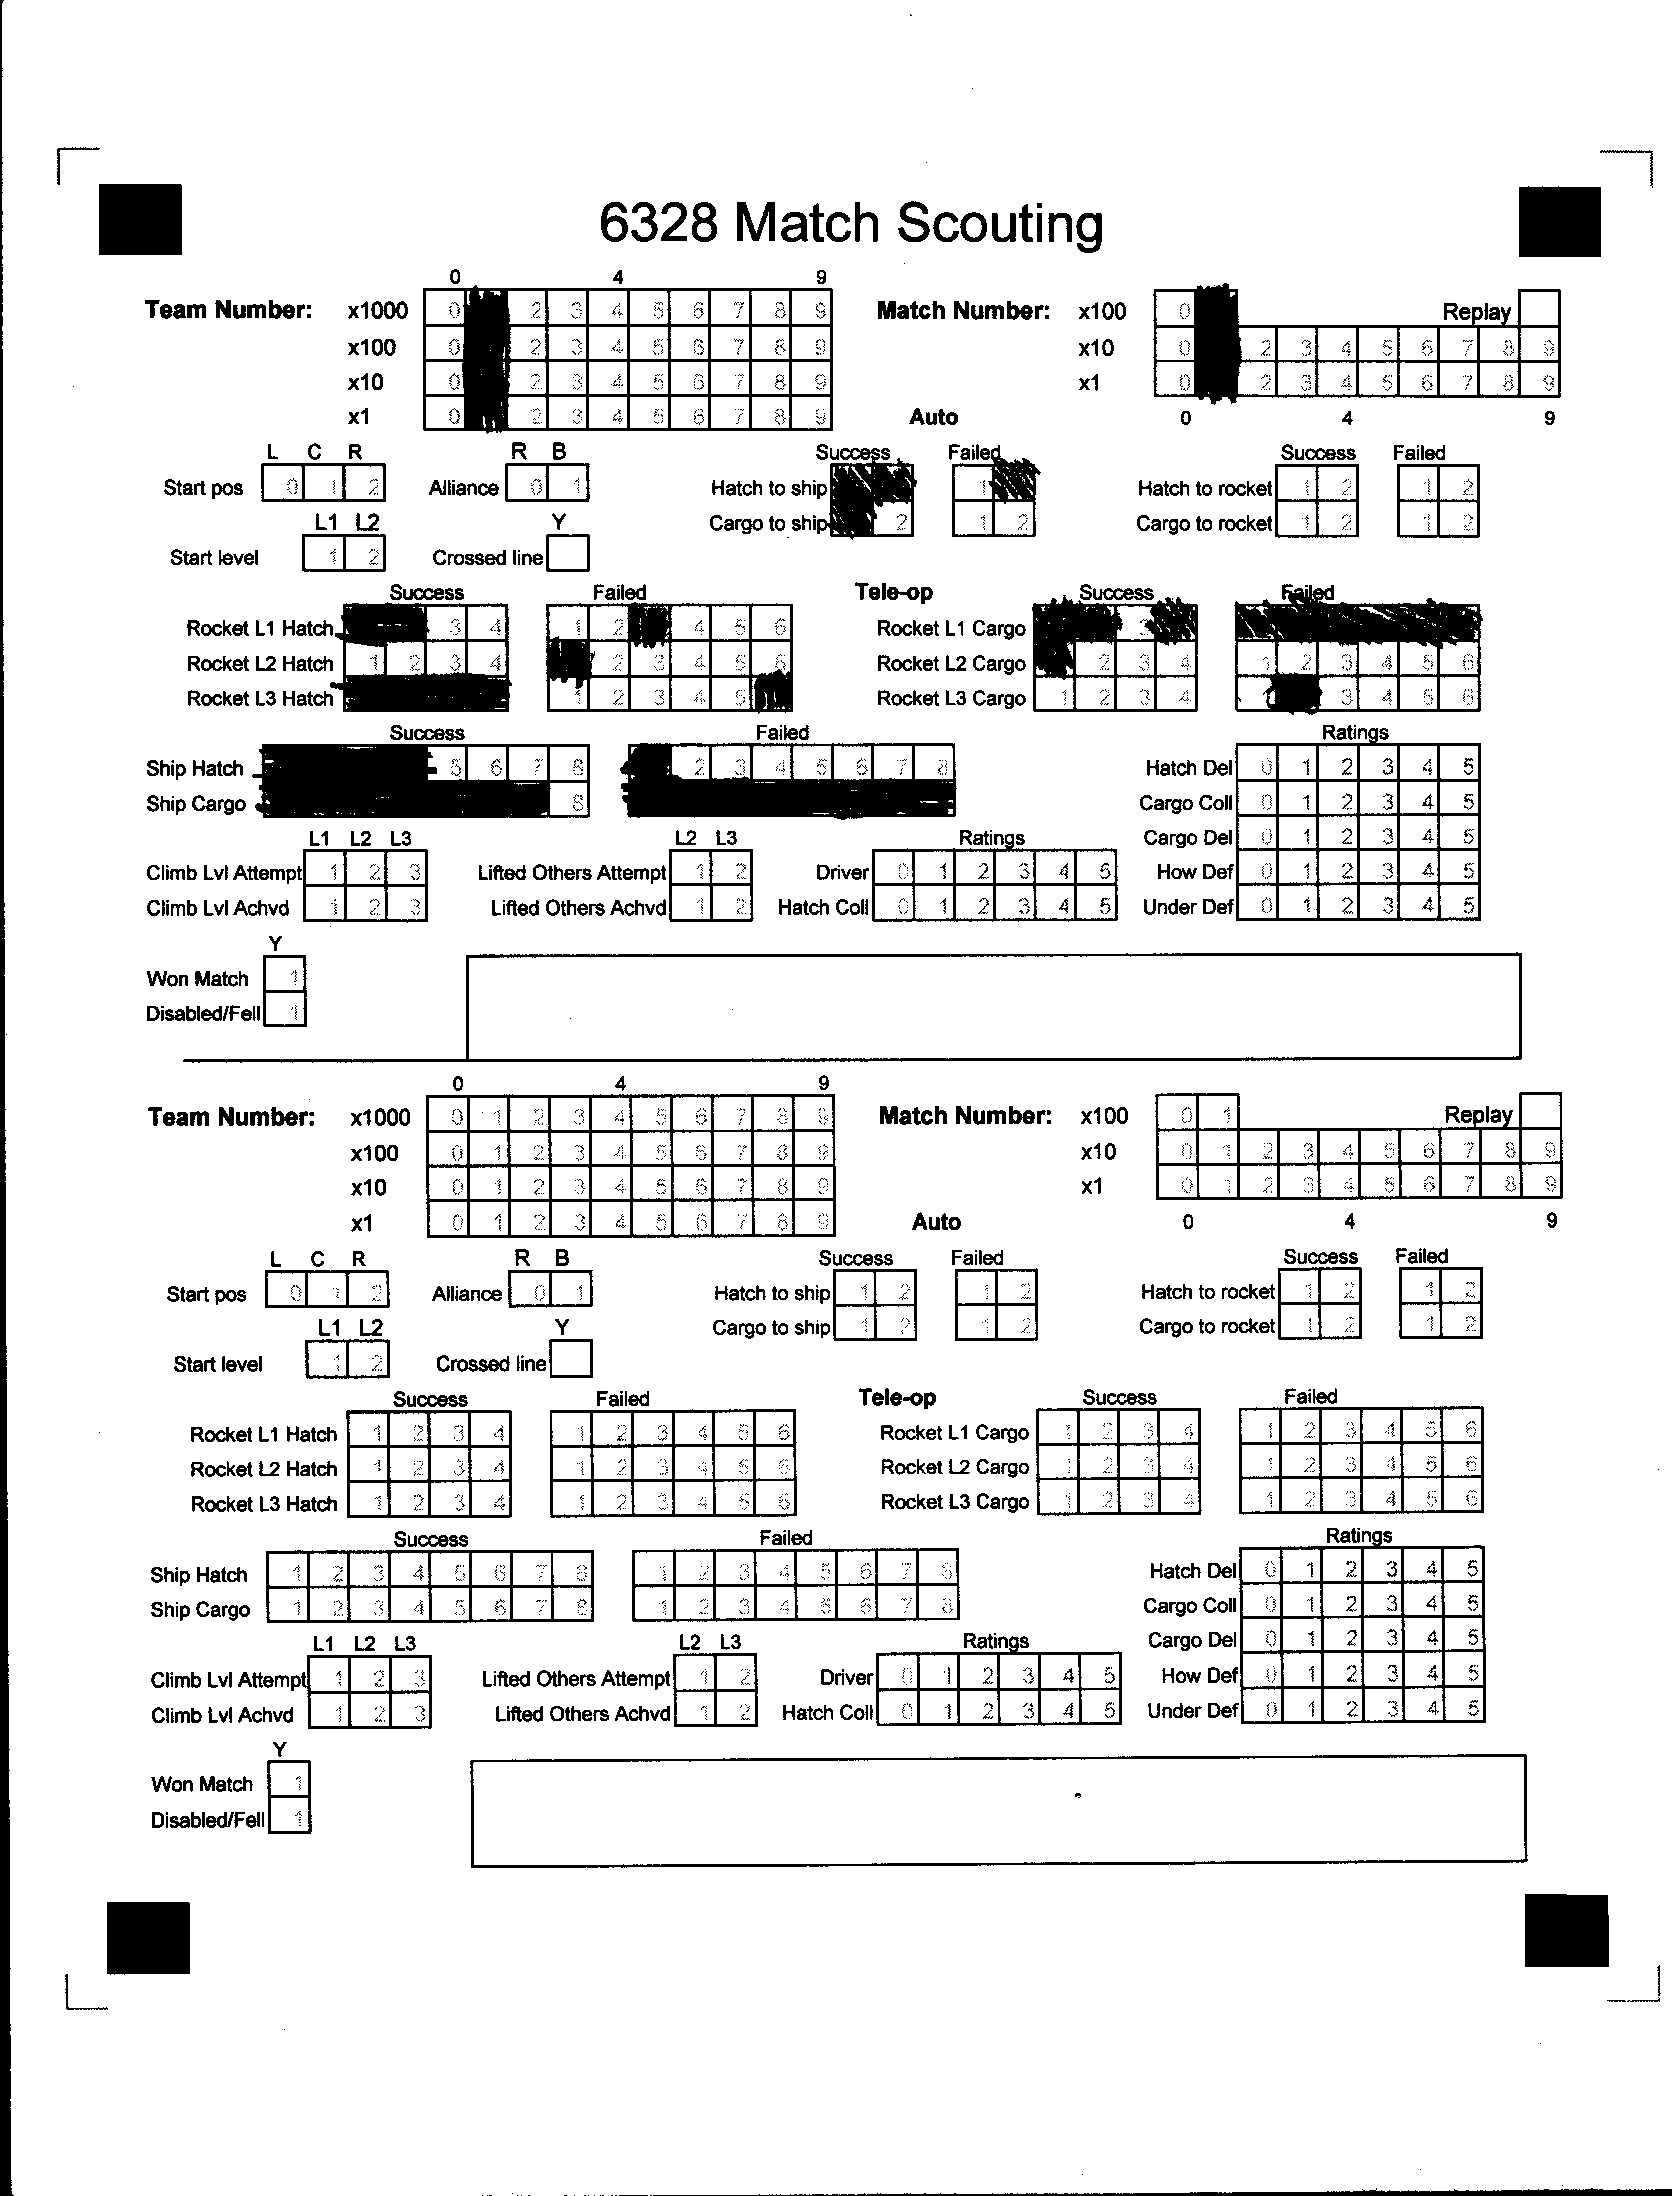 6328 Match Scouting
0 4 9
Team Number: x1000 0 2 3 4 5 6 7 8 9 Match Number: x100 0 Replay
x100 0 2 3 4 5 6 7 8 9 x10 0 2 3 4 5 6 7 8 9
x10 0 2 3 4 5 6 7 8 9 x1 0 2 3 4 5 6 7 8 9
x1 0 2 3 4 5 6 7 8 9 Auto 0 4 9
L C R R B Success Failed Success Failed
Start pos 0 1 2 Alliance 0 1 Hatch to ship 1 Hatch to rocket 1 2 1 2
L1 L2 Y Cargo to ship 2 1 2 Cargo to rocket 1 2 1 2
Start level 1 2 Crossed line
Success Failed Tele-op Success Failed
Rocket L1 Hatch 3 4 1 2 4 5 6 Rocket L1 Cargo 3
Rocket L2 Hatch 1 2 3 4 2 3 4 5 6 Rocket L2 Cargo 2 3 4 1 2 3 4 5 6
Rocket L3 Hatch 1 2 3 4 5 Rocket L3 Cargo 1 2 3 4 3 4 5 6
Success Failed Ratings
Ship Hatch 5 6 7 8 2 3 4 5 6 7 8 Hatch Del 0 1 2 3 4 5
Ship Cargo 8 Cargo Coll 0 1 2 3 4 5
L1 L2 L3 L2 L3 Ratings Cargo Del 0 1 2 3 4 5
Climb Lvl Attempt 1 2 3 Lifted Others Attempt 1 2 Driver 0 1 2 3 4 5 How Def 0 1 2 3 4 5
Climb Lvl Achvd 1 2 3 Lifted Others Achvd 1 2 Hatch Coll 0 1 2 3 4 5 Under Def 0 1 2 3 4 5
Y
Won Match 1
Disabled/Fell 1
0 4 9
Team Number: x1000 0 1 2 3 4 5 6 7 8 9 Match Number: x100 0 1 Replay
x100 0 1 2 3 4 5 6 7 8 9 x10 0 1 2 3 4 5 6 7 8 9
x10 0 1 2 3 4 5 6 7 8 9 x1 0 1 2 3 4 5 6 7 8 9
x1 0 1 2 3 4 5 6 7 8 9 Auto 0 4 9
L C R R B Success Failed Success Failed
Start pos 0 1 2 Alliance 0 1 Hatch to ship 1 2 1 2 Hatch to rocket 1 2 1 2
L1 L2 Y Cargo to ship 1 2 1 2 Cargo to rocket 1 2 1 2
Start level 1 2 Crossed line
Success Failed Tele-op Success Failed
Rocket L1 Hatch 1 2 3 4 1 2 3 4 5 6 Rocket L1 Cargo 1 2 3 4 1 2 3 4 5 6
Rocket L2 Hatch 1 2 3 4 1 2 3 4 5 6 Rocket L2 Cargo 1 2 3 4 1 2 3 4 5 6
Rocket L3 Hatch 1 2 3 4 1 2 3 4 5 6 Rocket L3 Cargo 1 2 3 4 1 2 3 4 5 6
Success Failed Ratings
Ship Hatch 1 2 3 4 5 6 7 8 1 2 3 4 5 6 7 8 Hatch Del 0 1 2 3 4 5
Ship Cargo 1 2 3 4 5 6 7 8 1 2 3 4 5 6 7 8 Cargo Coll 0 1 2 3 4 5
L1 L2 L3 L2 L3 Ratings Cargo Del 0 1 2 3 4 5
Climb Lvl Attempt 1 2 3 Lifted Others Attempt 1 2 Driver 0 1 2 3 4 5 How Def 0 1 2 3 4 5
Climb Lvl Achvd 1 2 3 Lifted Others Achvd 1 2 Hatch Coll 0 1 2 3 4 5 Under Def 0 1 2 3 4 5
Y
Won Match 1
Disabled/Fell 1